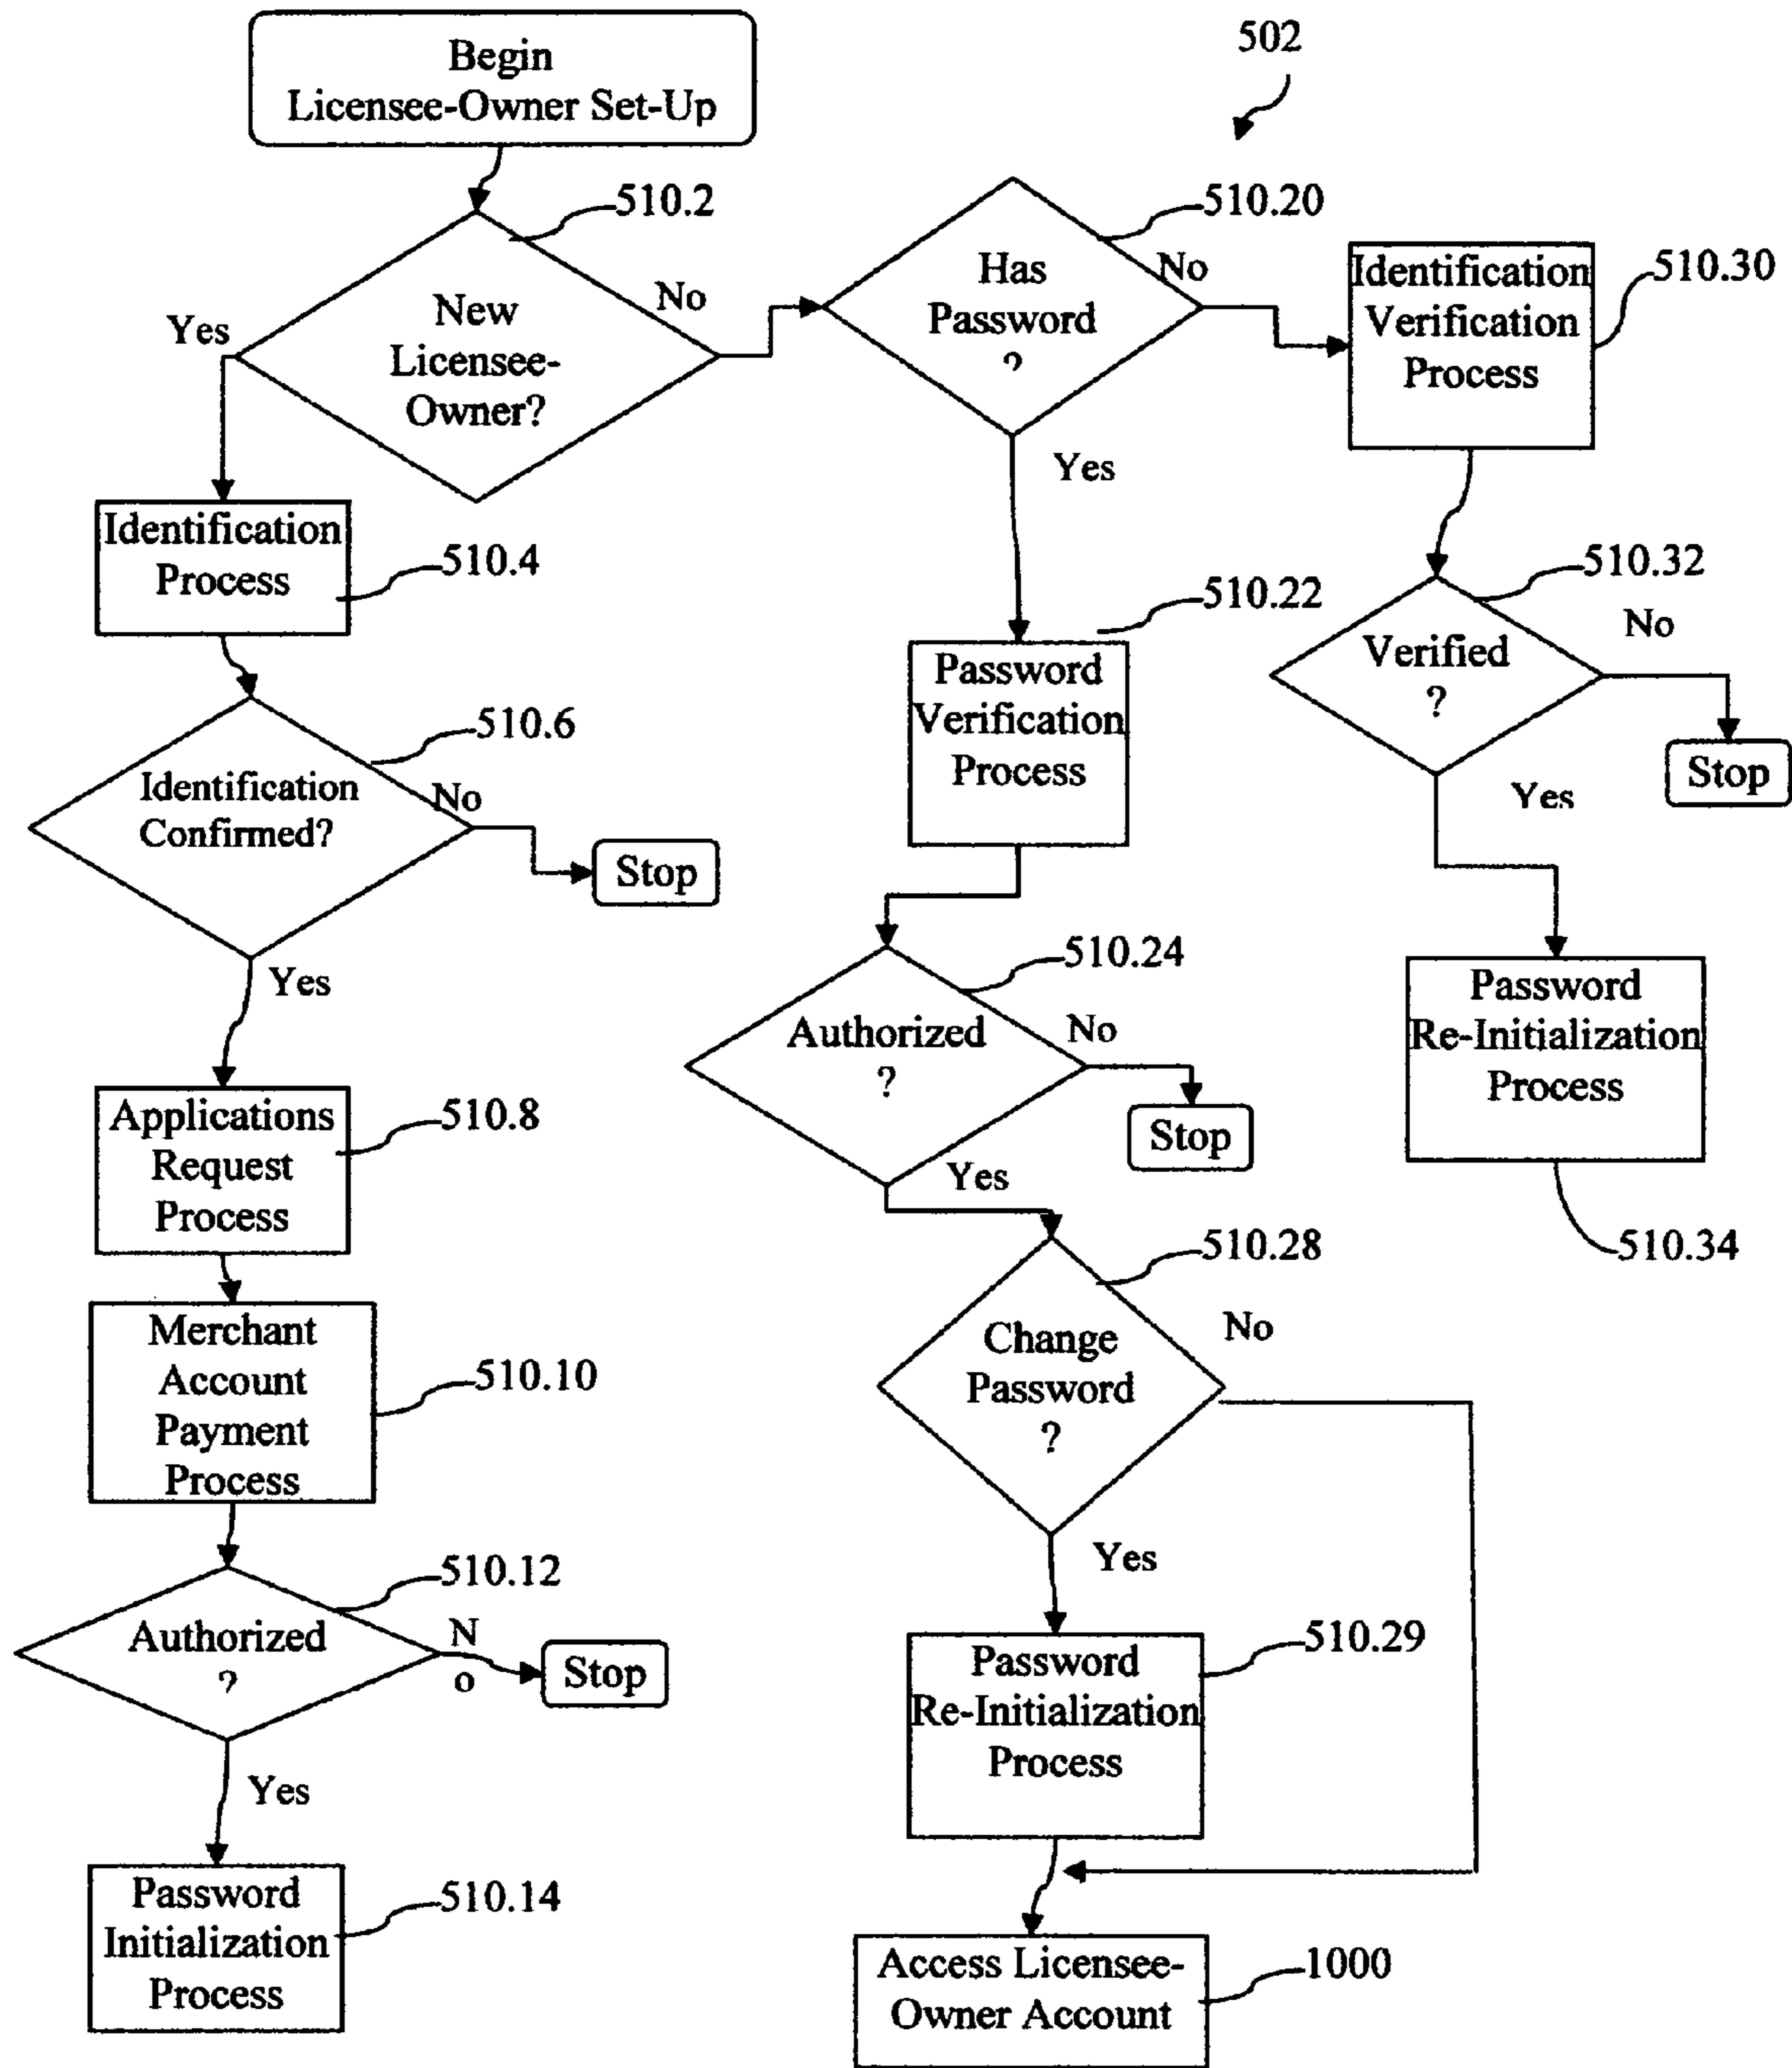 Begin
Licensee-Owner Set-Up
502
510.2
New
Licensee-
Owner?
Yes
No
510.20
Has
Password
?
No
Yes
Identification
Verification
Process
510.30
Identification
Process
510.4
510.6
Identification
Confirmed?
No
Stop
Yes
510.22
Password
Verification
Process
510.32
Verified
?
No
Stop
Yes
510.24
Authorized
?
No
Stop
Yes
Password
Re-Initialization
Process
510.34
Applications
Request
Process
510.8
Merchant
Account
Payment
Process
510.10
510.28
Change
Password
?
No
Yes
510.12
Authorized
?
N
o
Stop
Yes
Password
Re-Initialization
Process
510.29
Password
Initialization
Process
510.14
Access Licensee-
Owner Account
1000